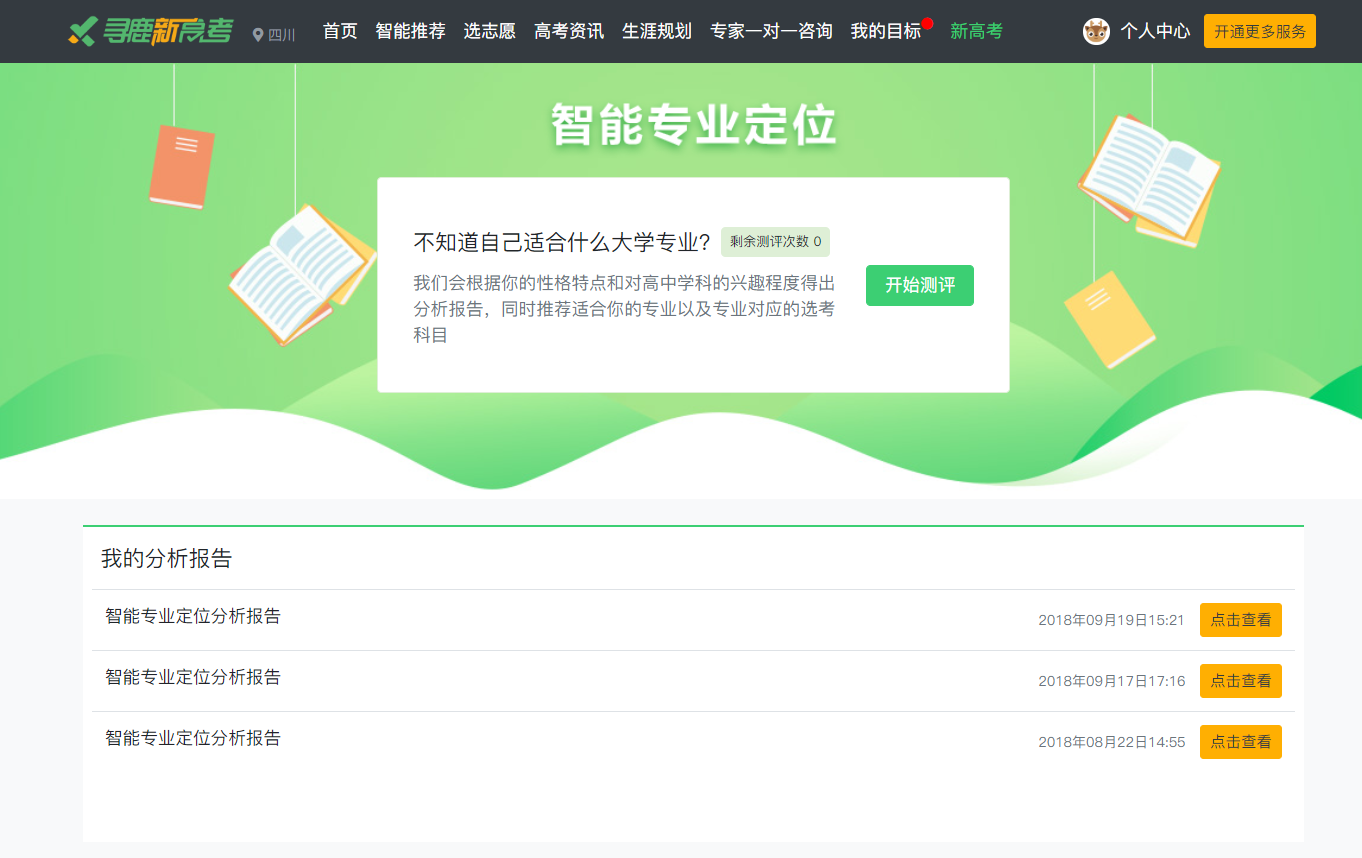 寻鹿新高考 四川 首页 智能推荐 选志愿 高考资讯 生涯规划 专家一对一咨询 我的目标 新高考 个人中心 开通更多服务
智能专业定位
不知道自己适合什么大学专业? 剩余测评次数 0
我们会根据你的性格特点和对高中学科的兴趣程度得出
分析报告，同时推荐适合你的专业以及专业对应的选考
科目
开始测评
我的分析报告
智能专业定位分析报告 2018年09月19日15:21 点击查看
智能专业定位分析报告 2018年09月17日17:16 点击查看
智能专业定位分析报告 2018年08月22日14:55 点击查看